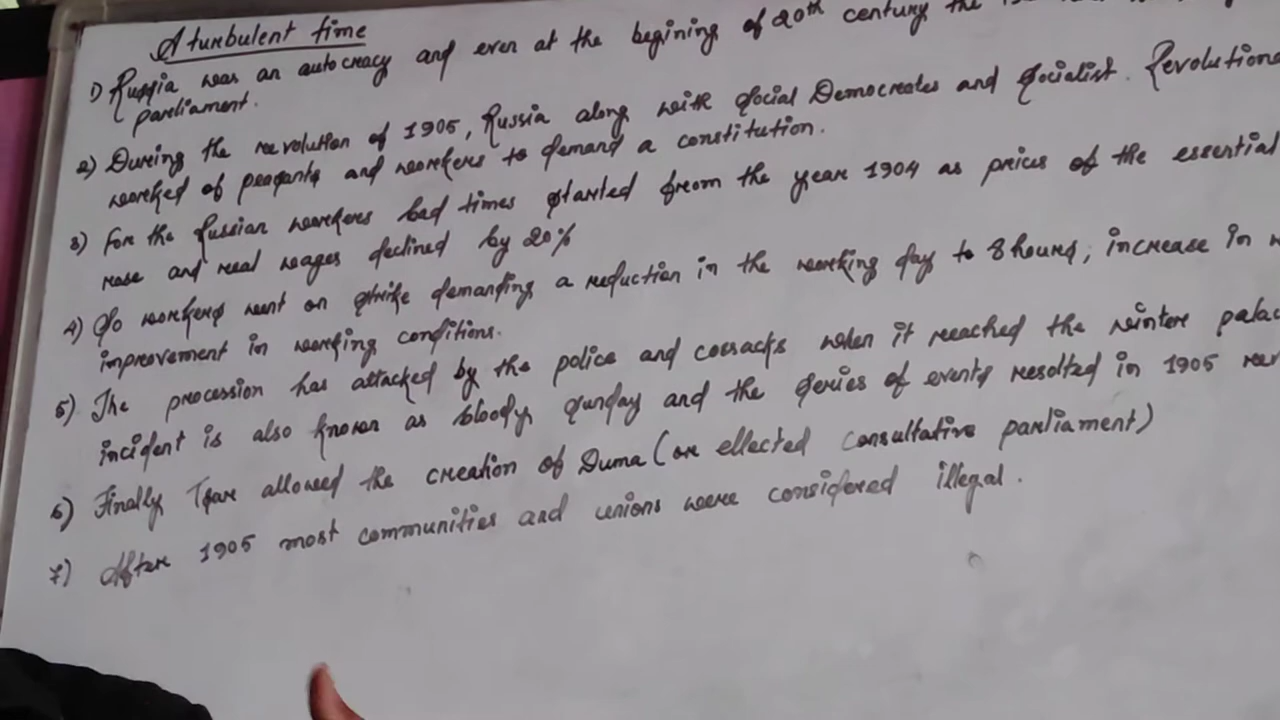 A turbulent time
1) Russia was an autocracy and even at the begining of 20th century the
parliament.
2) During the revolution of 1905, Russia along with Social Democreates and Socialist Revolutiona
worked of peasants and workers to demand a constitution.
3) For the Russian workers bad times started from the year 1904 as prices of the essential
rose and real wages declined by 20%
4) So workers went on strike demanding a reduction in the working day to 8 hours, increase in
improvement in working conditions.
5) The procession has attacked by the police and cossacks when it reached the winter palac
incident is also known as bloody sunday and the series of events resolted in 1905 rev
6) Finally Tsar allowed the creation of Duma (or ellected consultative parliament)
7) After 1905 most communities and unions were considered illegal.